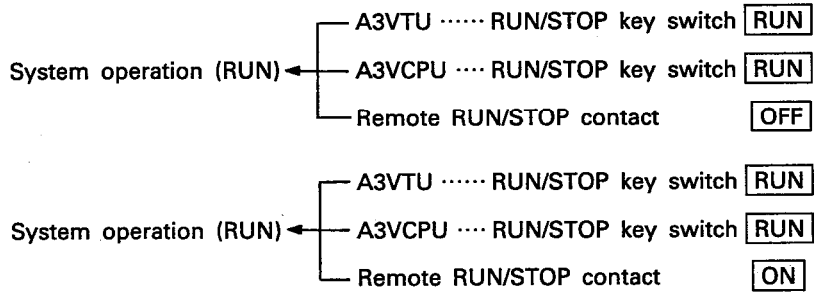 A3VTU ······ RUN/STOP key switch RUN
System operation (RUN) A3VCPU ···· RUN/STOP key switch RUN
Remote RUN/STOP contact OFF
A3VTU ······ RUN/STOP key switch RUN
System operation (RUN) A3VCPU ···· RUN/STOP key switch RUN
Remote RUN/STOP contact ON